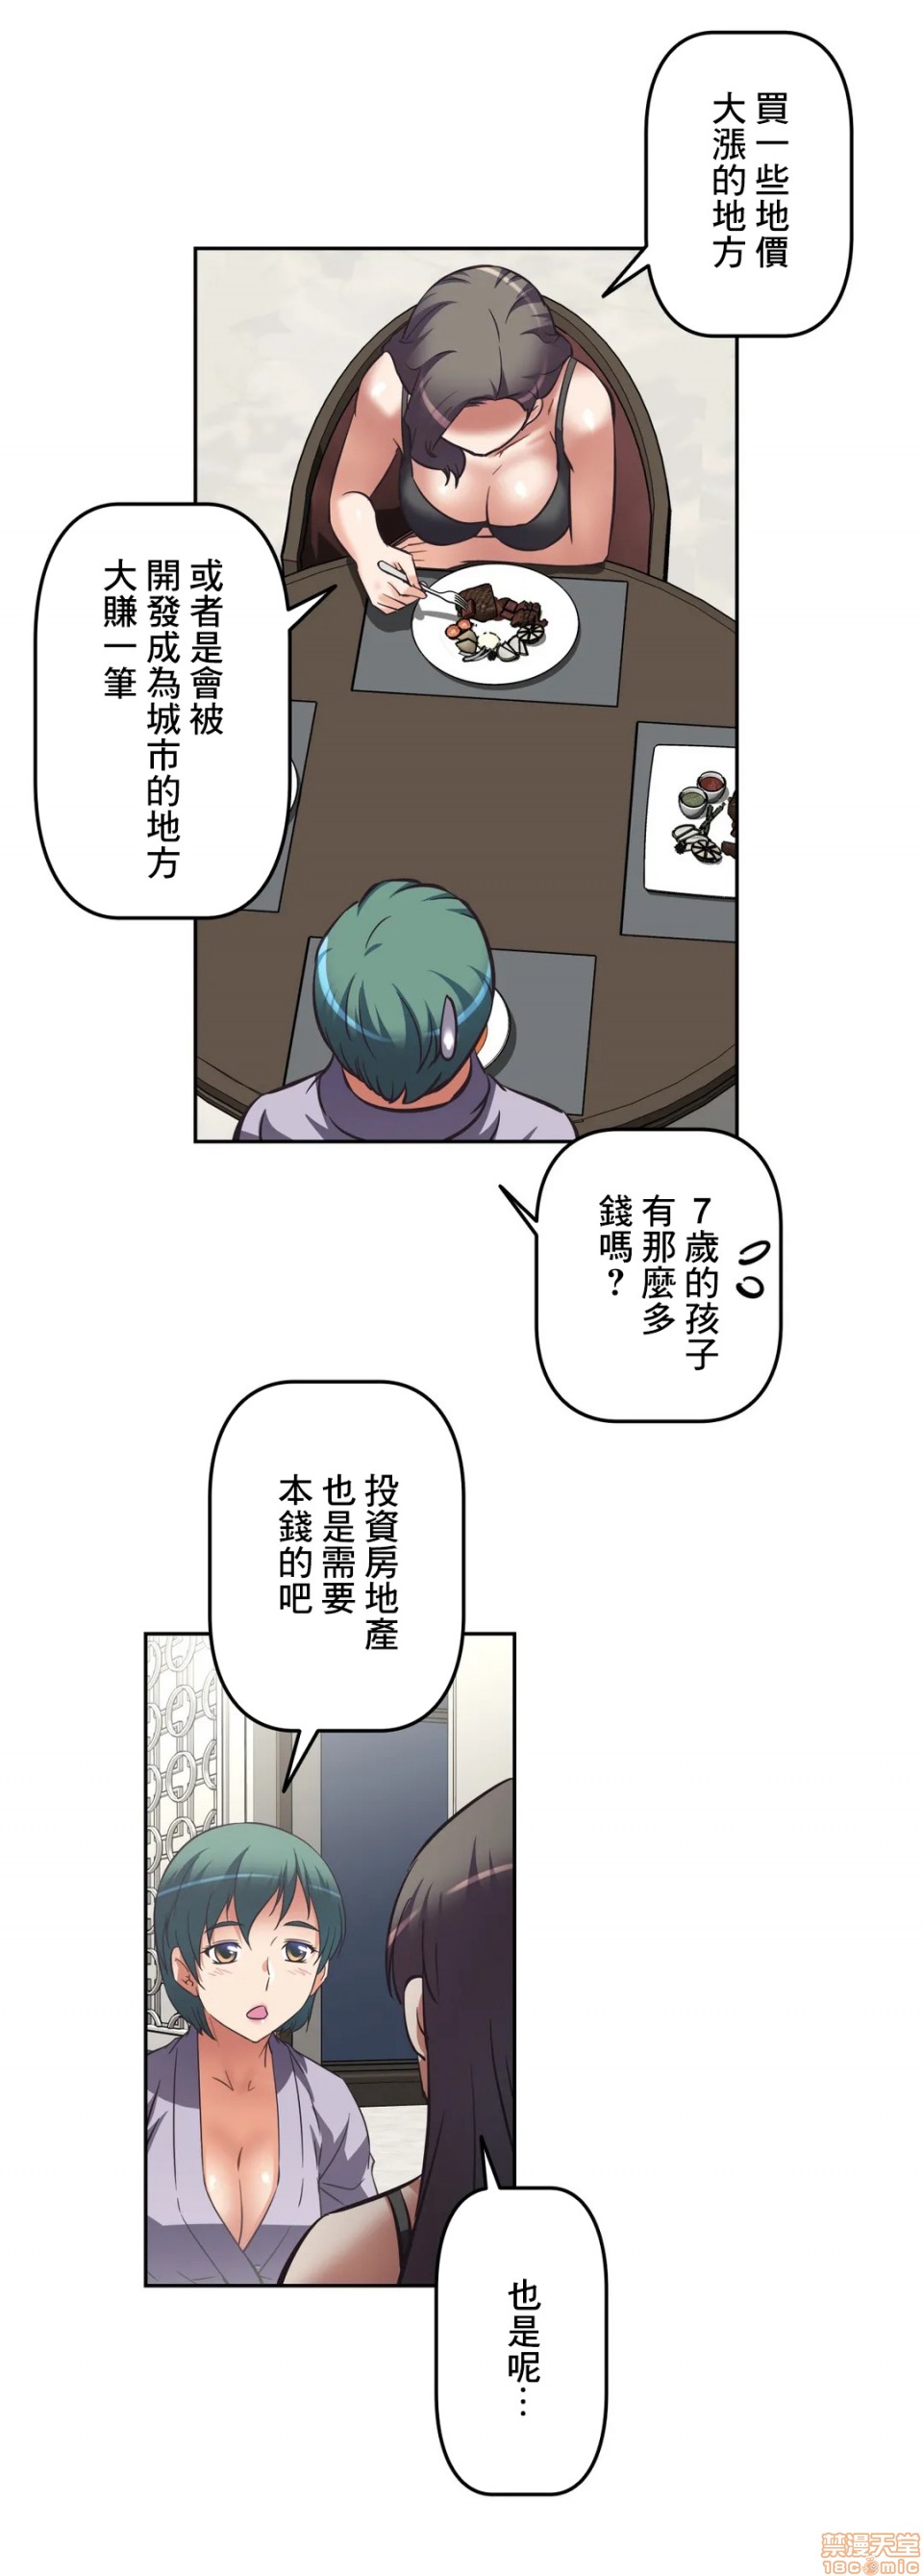 買一些地價
大漲的地方
或者是會被
開發成為城市的地方
大賺一筆
7歲的孩子
有那麼多
錢嗎？
投資房地產
也是需要
本錢的吧
也是呢…
禁漫天堂
18comic